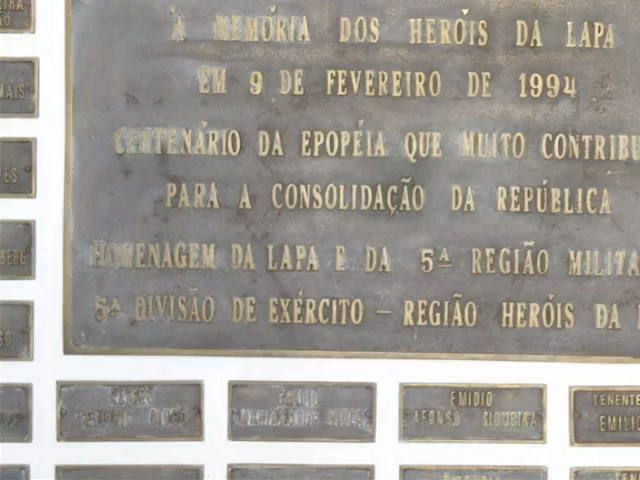 À MEMÓRIA DOS HERÓIS DA LAPA
EM 9 DE FEVEREIRO DE 1994
CENTENÁRIO DA EPOPÉIA QUE MUITO CONTRIBU
PARA A CONSOLIDAÇÃO DA REPÚBLICA
HOMENAGEM DA LAPA E DA 5ª REGIÃO MILITA
5ª DIVISÃO DE EXÉRCITO – REGIÃO HERÓIS DA
MAIS
BERG
EMIDIO
AFONSO SIQUEIRA
TENENTE
EMILIO